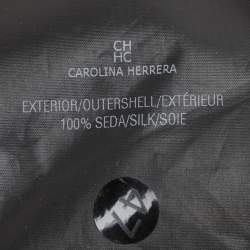 CH
HC
CAROLINA HERRERA
EXTERIOR/OUTERSHELL/EXTÉRIEUR
100% SEDA/SILK/SOIE